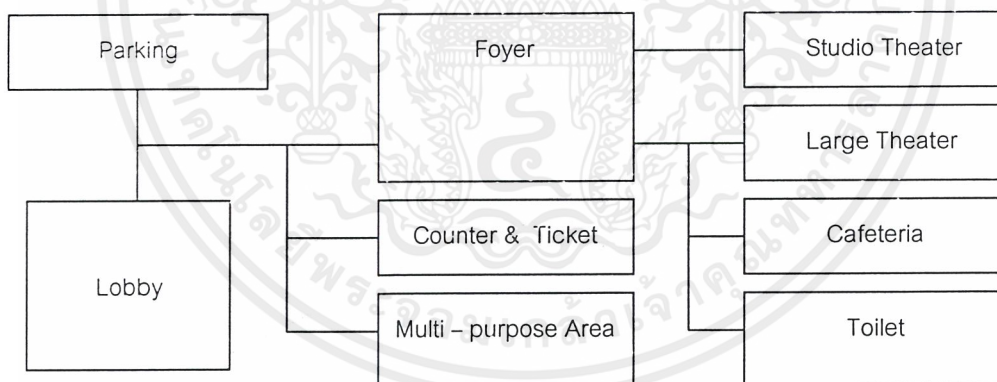 Parking
Foyer
Studio Theater
Large Theater
Lobby
Counter & Ticket
Cafeteria
Multi – purpose Area
Toilet